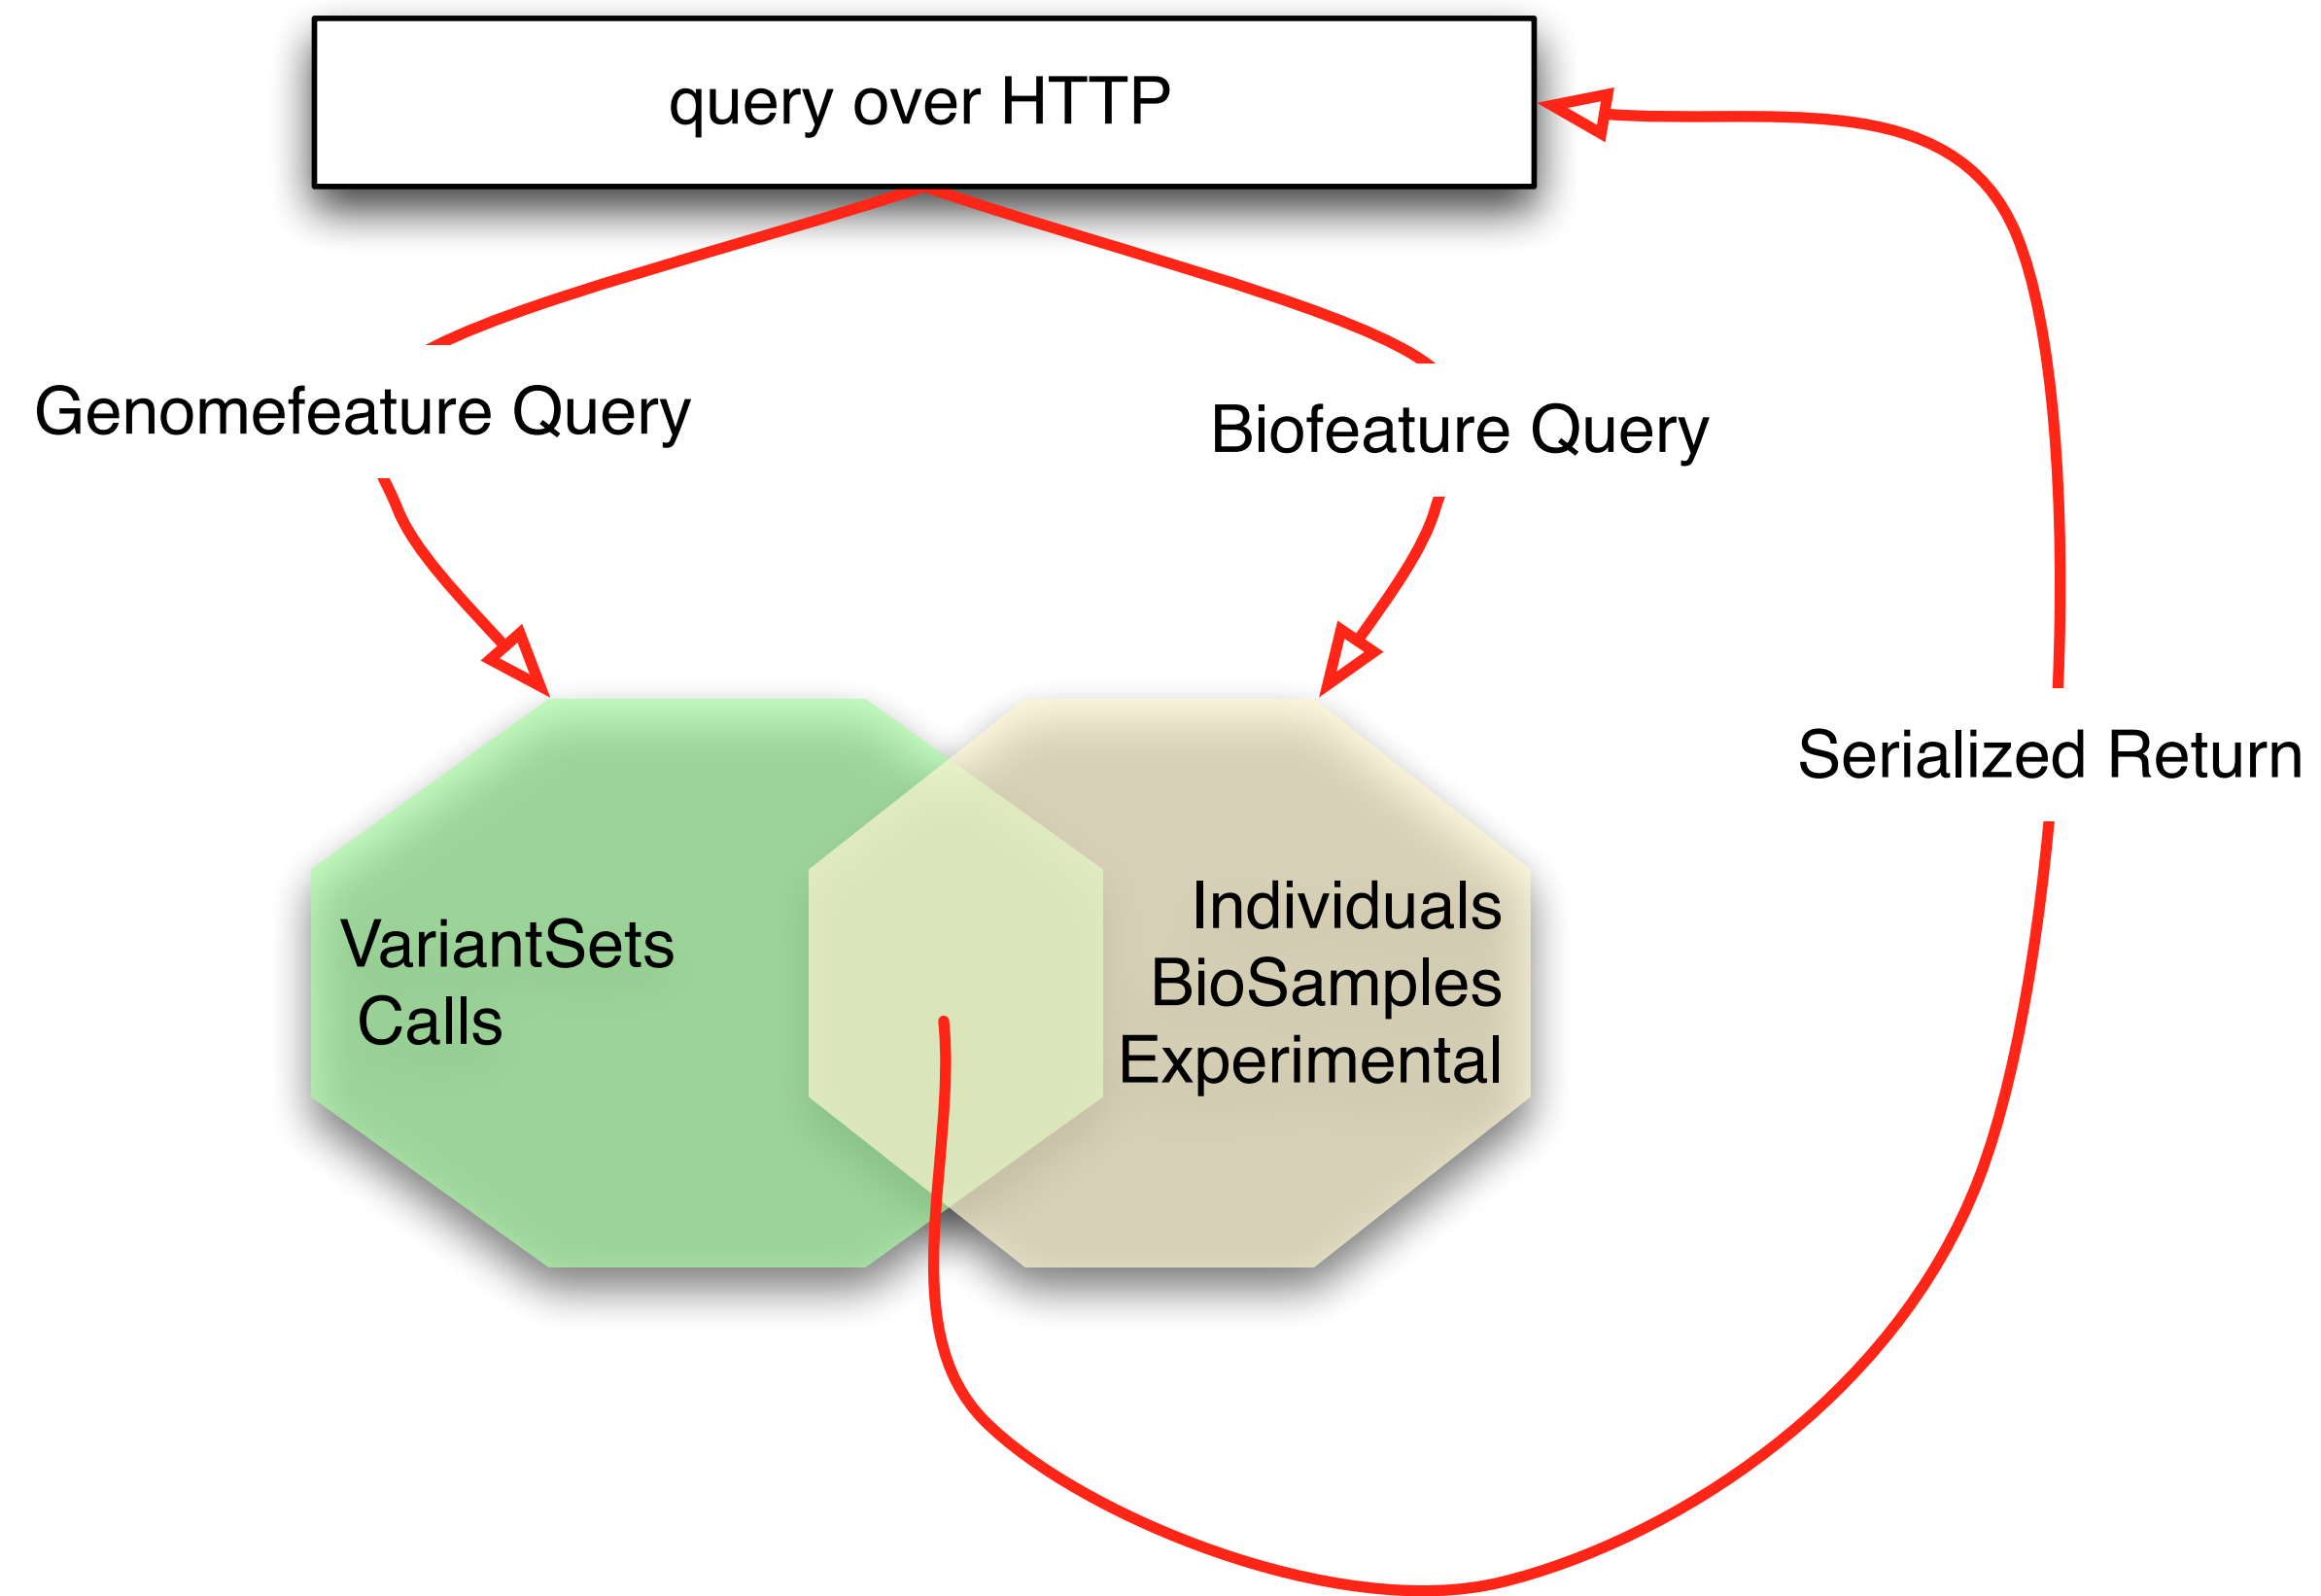 query over HTTP
Genomefeature Query
Biofeature Query
Serialized Return
VariantSets
Calls
Individuals
BioSamples
Experimental